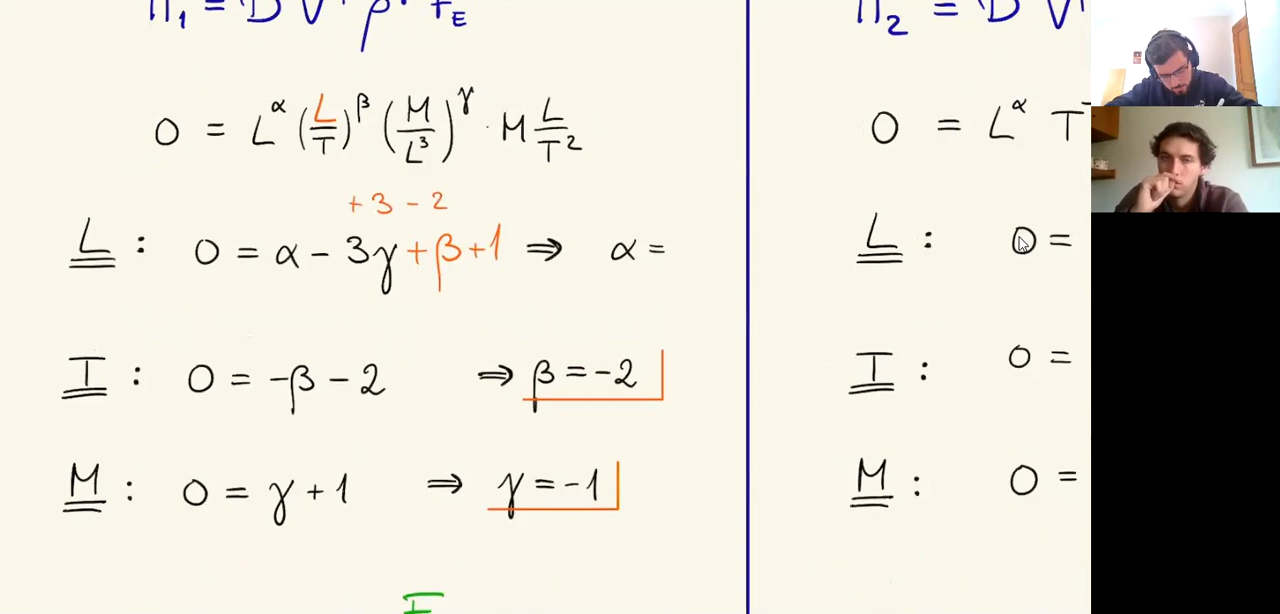 Π₁ = D V ρ F_E
0 = L^α (L/T)^β (M/L³)^γ · M L/T²
+3 - 2
L : 0 = α - 3γ + β + 1 ⇒ α =
T : 0 = -β - 2 ⇒ β = -2
M : 0 = γ + 1 ⇒ γ = -1
Π₂ = D V
0 = L^α T
L : 0 =
T : 0 =
M : 0 =